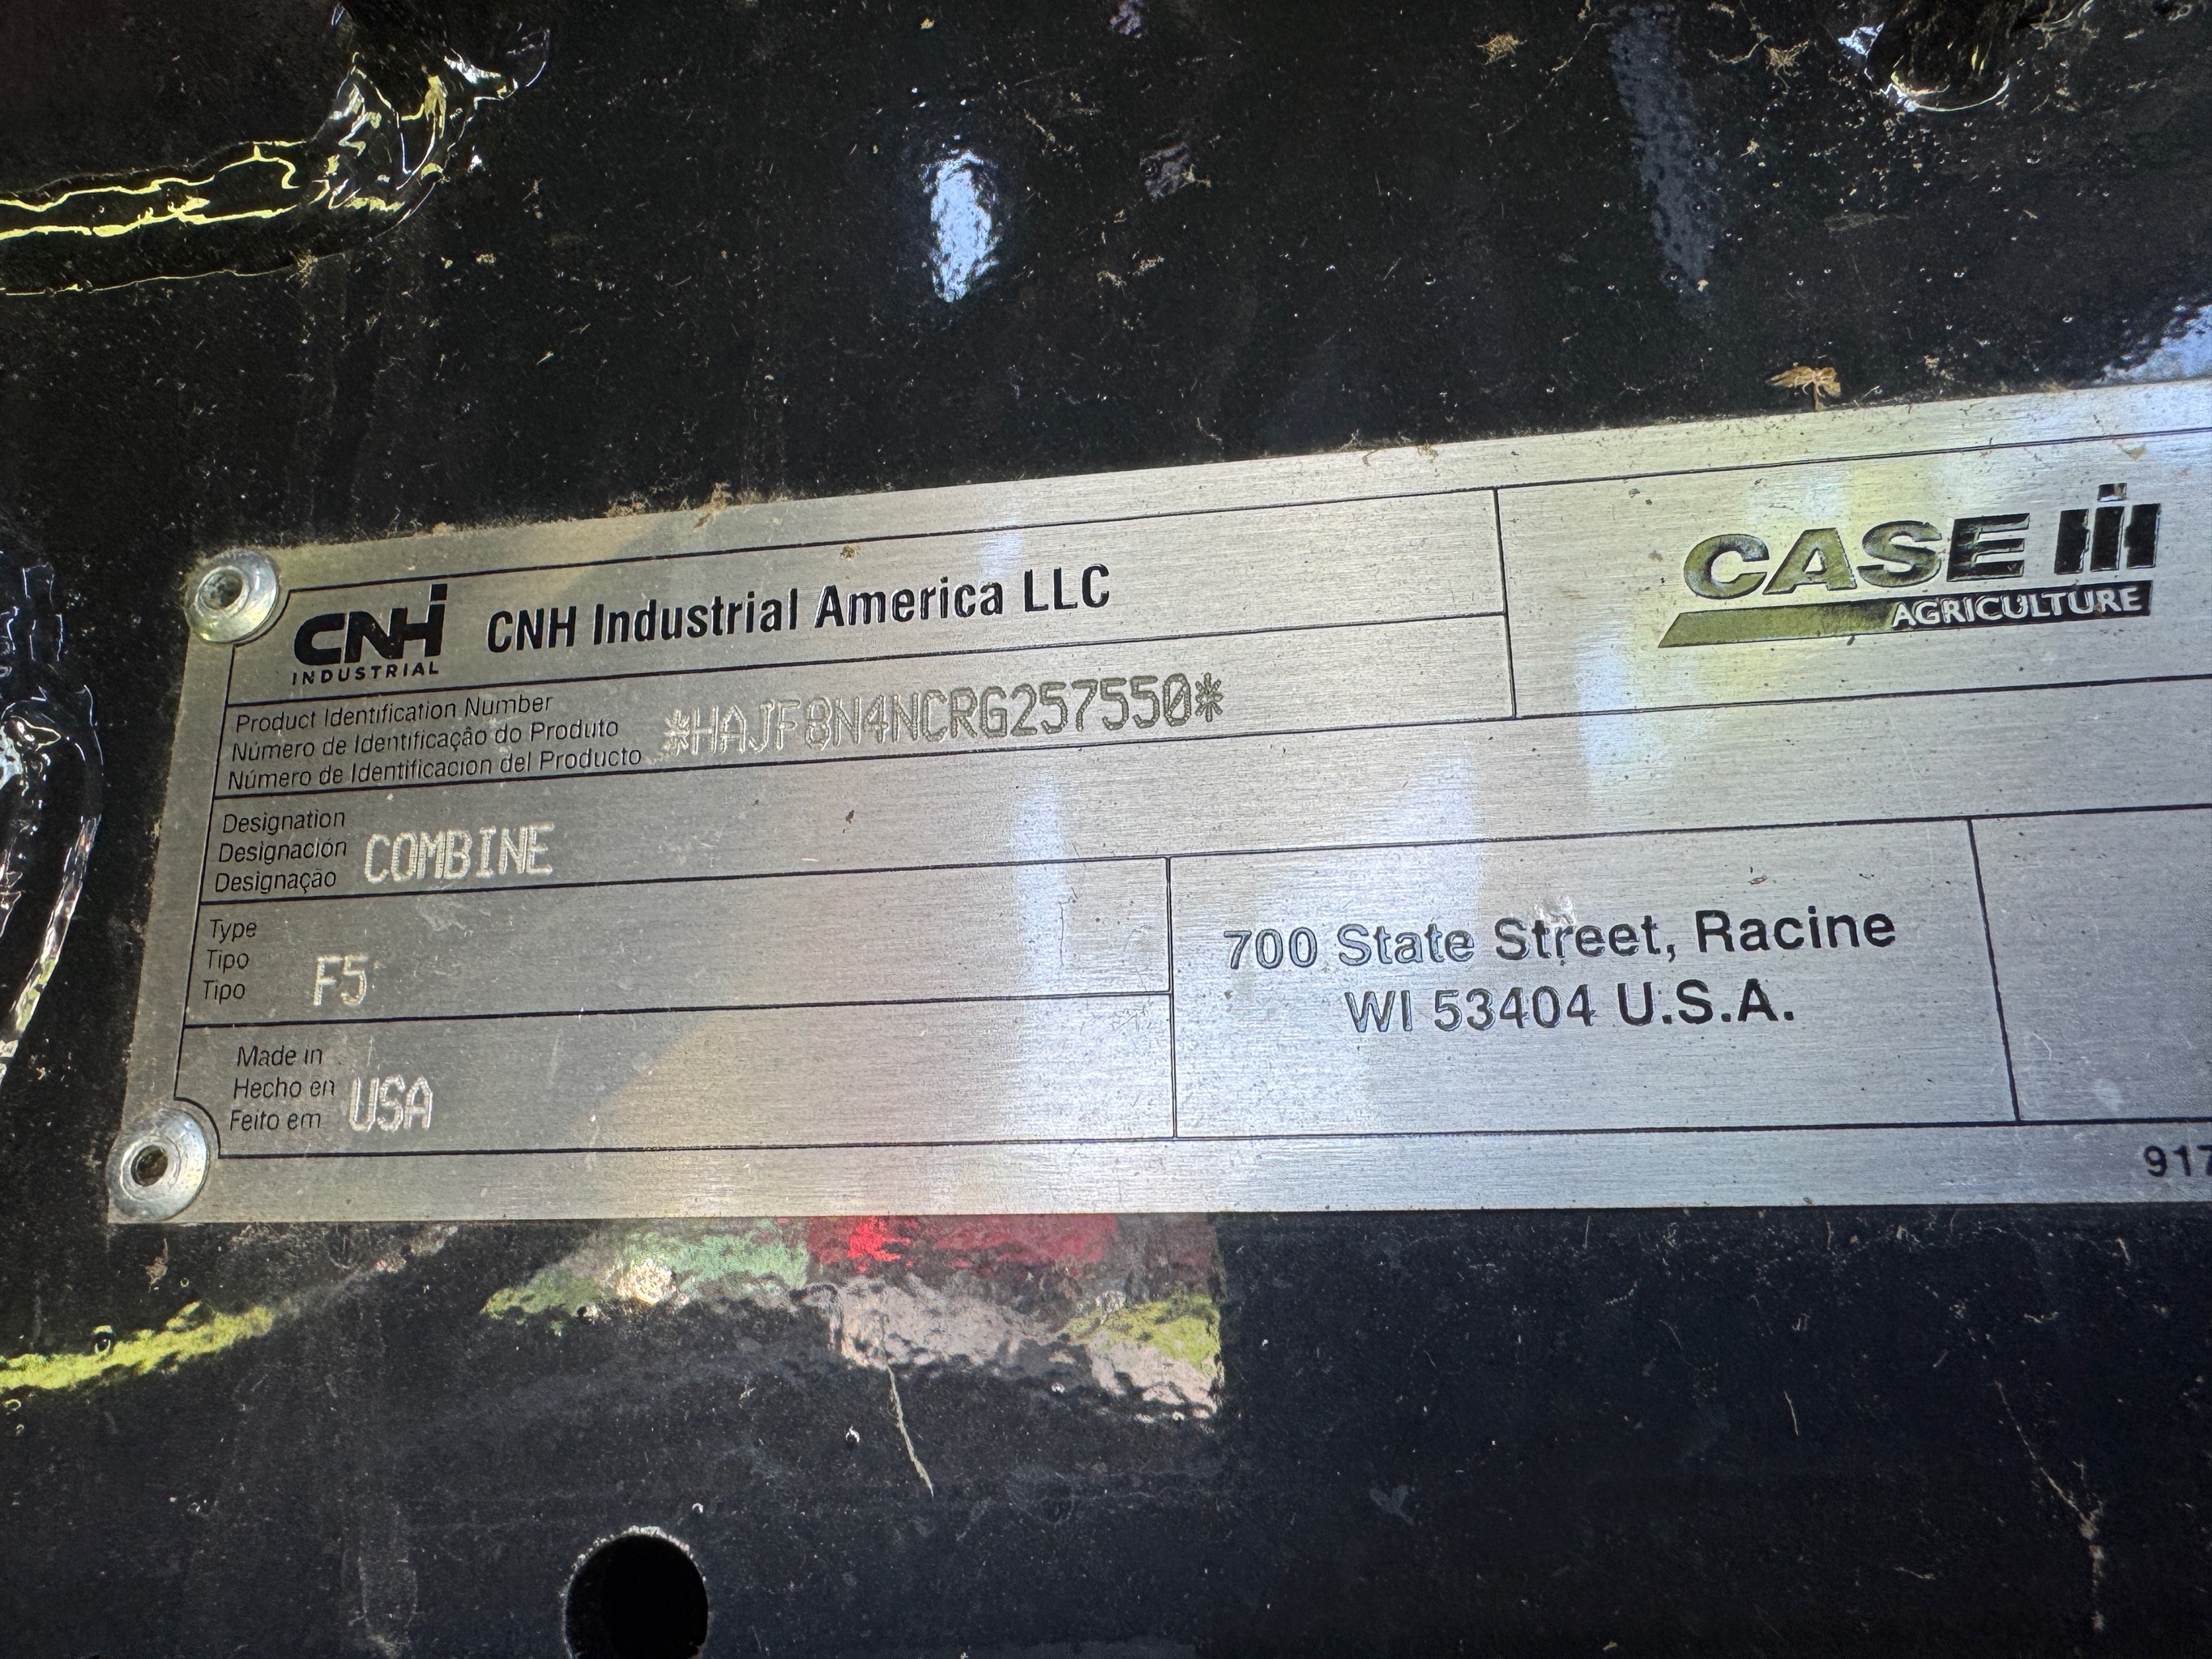 CNH
INDUSTRIAL
CNH Industrial America LLC
CASE IH
AGRICULTURE
Product Identification Number
Número de Identificação do Produto
Número de Identificacion del Producto
*HAJF8N4NCRG257550*
Designation
Designación
Designação
COMBINE
Type
Tipo
Tipo
F5
700 State Street, Racine
WI 53404 U.S.A.
Made in
Hecho en
Feito em
USA
917